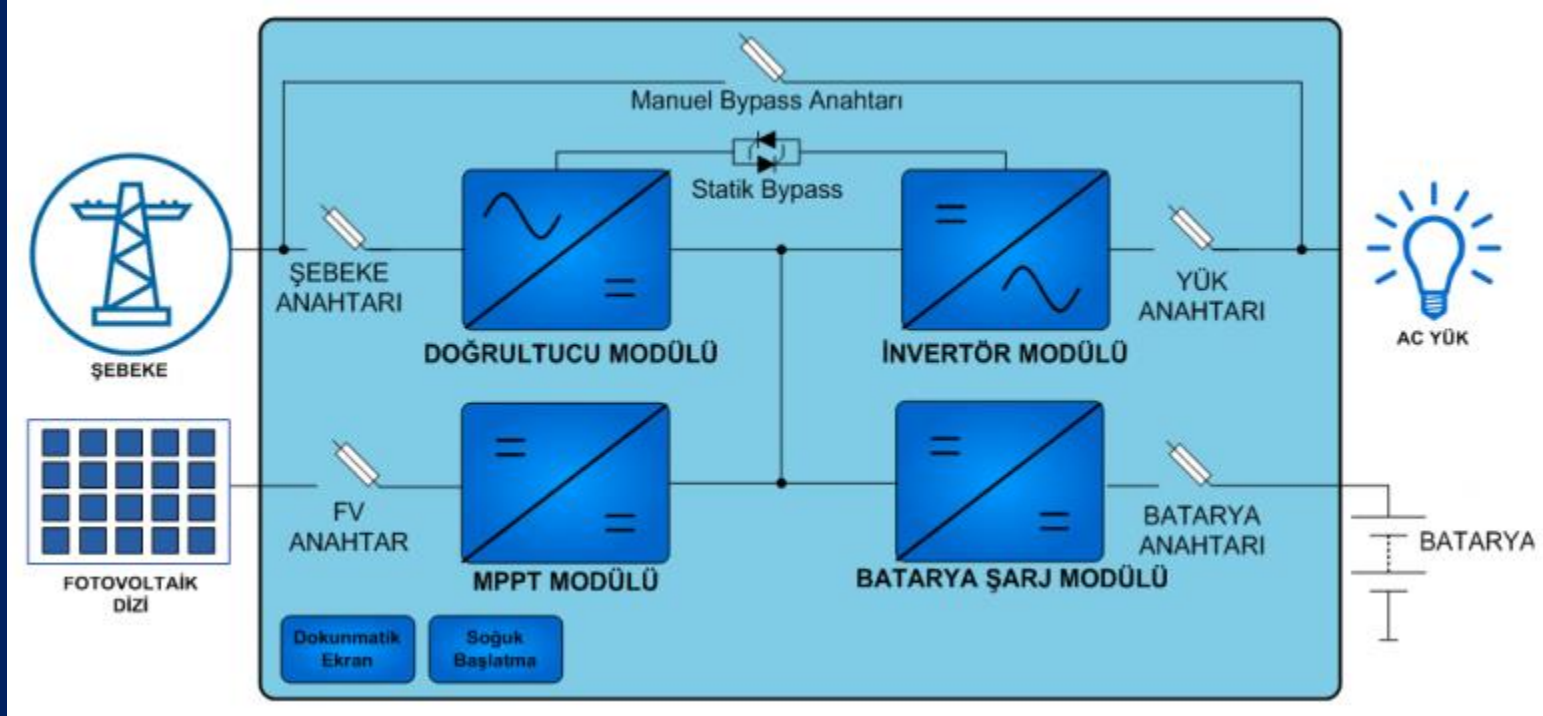 Manuel Bypass Anahtarı
Statik Bypass
ŞEBEKE
ANAHTARI
YÜK
ANAHTARI
DOĞRULTUCU MODÜLÜ
İNVERTÖR MODÜLÜ
ŞEBEKE
AC YÜK
FV
ANAHTAR
BATARYA
ANAHTARI
BATARYA
MPPT MODÜLÜ
BATARYA ŞARJ MODÜLÜ
FOTOVOLTAİK
DİZİ
Dokunmatik
Ekran
Soğuk
Başlatma